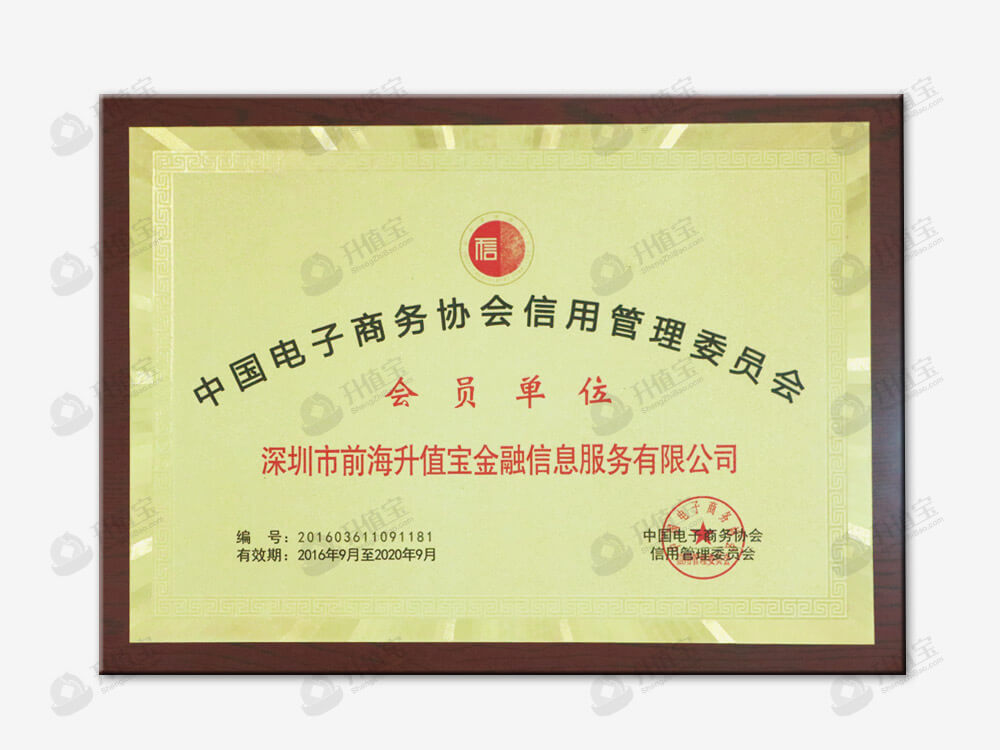 信
中国电子商务协会信用管理委员会
会员单位
深圳市前海升值宝金融信息服务有限公司
编 号：201603611091181
有效期：2016年9月至2020年9月
中国电子商务协会
信用管理委员会
升值宝
ShengZhiBao.com